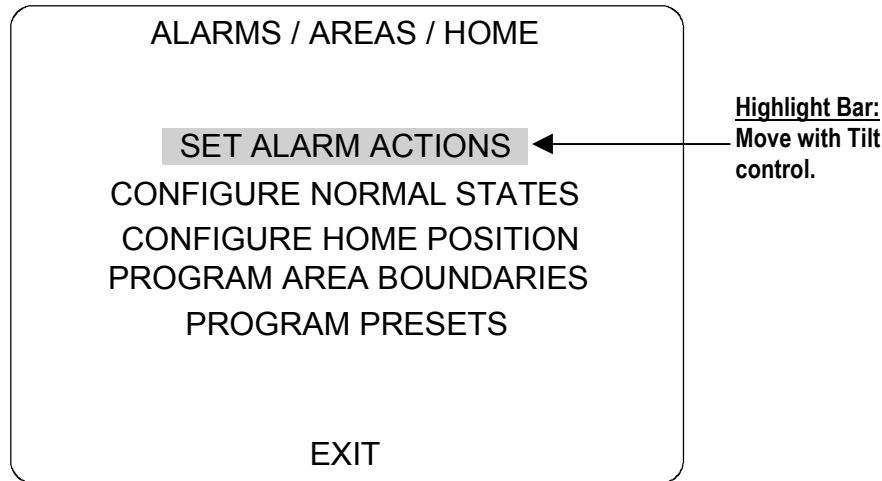 ALARMS / AREAS / HOME
SET ALARM ACTIONS
CONFIGURE NORMAL STATES
CONFIGURE HOME POSITION
PROGRAM AREA BOUNDARIES
PROGRAM PRESETS
EXIT
Highlight Bar:
Move with Tilt
control.